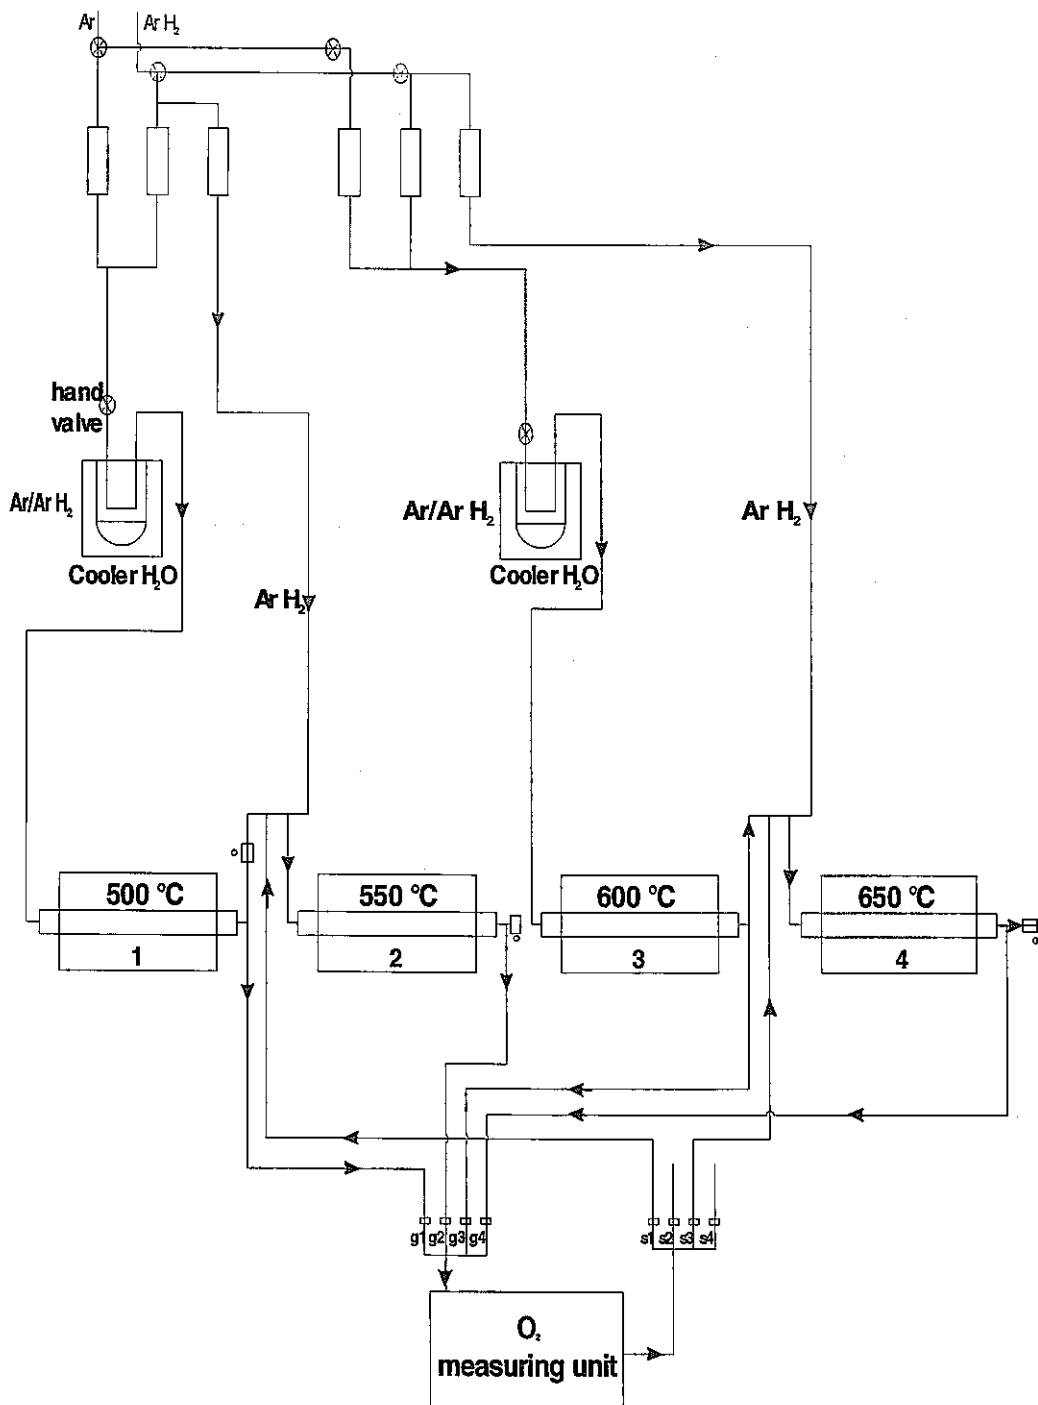 Ar
Ar H₂
hand
valve
Ar/Ar H₂
Cooler H₂O
Ar H₂
Ar/Ar H₂
Cooler H₂O
Ar H₂
500 °C
1
550 °C
2
600 °C
3
650 °C
4
g1 g2 g3 g4
s1 s2 s3 s4
O₂
measuring unit